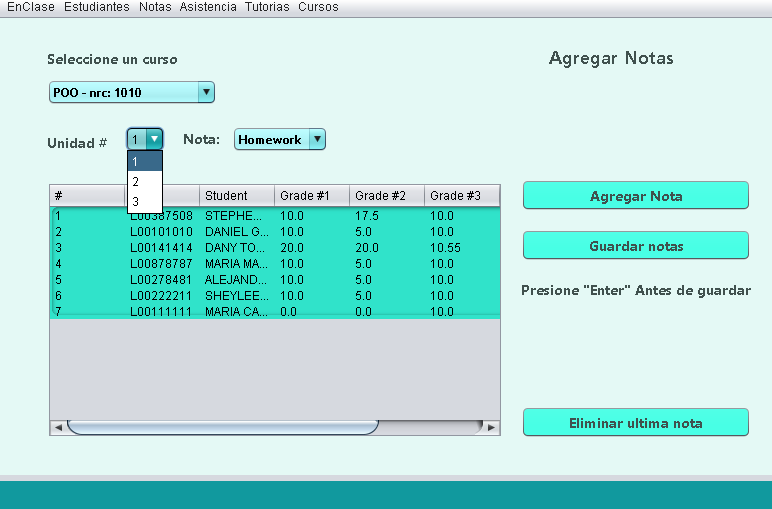 EnClase Estudiantes Notas Asistencia Tutorias Cursos
Seleccione un curso
Agregar Notas
POO - nrc: 1010
Unidad # 1 Nota: Homework
1
2
3
# Student Grade #1 Grade #2 Grade #3
1 L00387508 STEPHE... 10.0 17.5 10.0
2 L00101010 DANIEL G... 10.0 5.0 10.0
3 L00141414 DANY TO... 20.0 20.0 10.55
4 L00878787 MARIA MA... 10.0 5.0 10.0
5 L00278481 ALEJAND... 10.0 5.0 10.0
6 L00222211 SHEYLEE... 10.0 5.0 10.0
7 L00111111 MARIA CA... 0.0 0.0 10.0
Agregar Nota
Guardar notas
Presione "Enter" Antes de guardar
Eliminar ultima nota